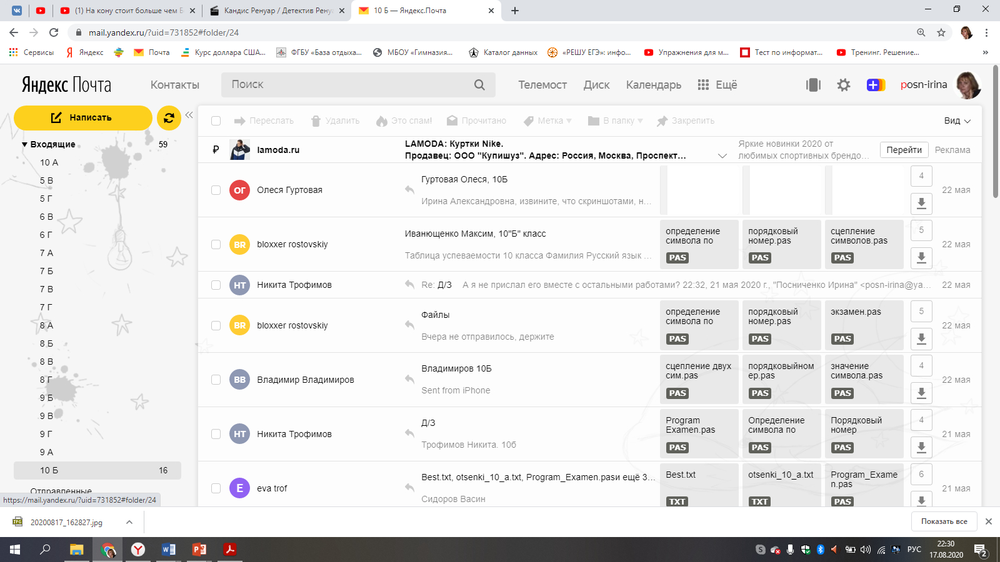 (1) На кону стоит больше чем Б
Кандис Ренуар / Детектив Рену
10 Б — Яндекс.Почта
mail.yandex.ru/?uid=731852#folder/24
Сервисы
Яндекс
Почта
Курс доллара США...
ФГБУ «База отдыха...
МБОУ «Гимназия...
Каталог данных
«РЕШУ ЕГЭ»: инфо...
Упражнения для м...
Тест по информат...
Тренинг. Решение...
»
Яндекс Почта
Контакты
Поиск
Телемост
Диск
Календарь
Ещё
posn-irina
Написать
Переслать
Удалить
Это спам!
Прочитано
Метка
В папку
Закрепить
Вид
Входящие 59
10 А
5 В
5 Г
6 В
6 Г
7 А
7 Б
7 В
7 Г
8 А
8 Б
8 В
8 Г
9 Б
9 В
9 Г
9 А
10 Б 16
Отправленные
https://mail.yandex.ru/?uid=731852#folder/24
₽
lamoda.ru
LAMODA: Куртки Nike.
Продавец: ООО "Купишуз". Адрес: Россия, Москва, Проспект...
Яркие новинки 2020 от
любимых спортивных брендо...
Перейти
Реклама
ОГ
Олеся Гуртовая
Гуртовая Олеся, 10Б
Ирина Александровна, извините, что скриншотами, н...
4
22 мая
BR
bloxxer rostovskiy
Иванющенко Максим, 10"Б" класс
Таблица успеваемости 10 класса Фамилия Русский язык ...
определение
символа по
PAS
порядковый
номер.pas
PAS
сцепление
символов.pas
PAS
5
22 мая
НТ
Никита Трофимов
Re: Д/З А я не прислал его вместе с остальными работами? 22:32, 21 мая 2020 г., "Посниченко Ирина" <posn-irina@ya...
22 мая
BR
bloxxer rostovskiy
Файлы
Вчера не отправилось, держите
определение
символа по
PAS
порядковый
номер.pas
PAS
экзамен.pas
PAS
5
22 мая
ВВ
Владимир Владимиров
Владимиров 10Б
Sent from iPhone
сцепление двух
сим.pas
PAS
порядковыйном
ер.pas
PAS
значение
символа.pas
PAS
4
22 мая
НТ
Никита Трофимов
Д/З
Трофимов Никита. 10б
Program
Examen.pas
PAS
Определение
символа по
PAS
Порядковый
номер
PAS
4
21 мая
E
eva trof
Best.txt, otsenki_10_a.txt, Program_Examen.pasи ещё 3...
Сидоров Васин
Best.txt
TXT
otsenki_10_a.txt
TXT
Program_Exame
n.pas
PAS
6
21 мая
20200817_162827.jpg
Показать все
РУС
22:30
17.08.2020
2